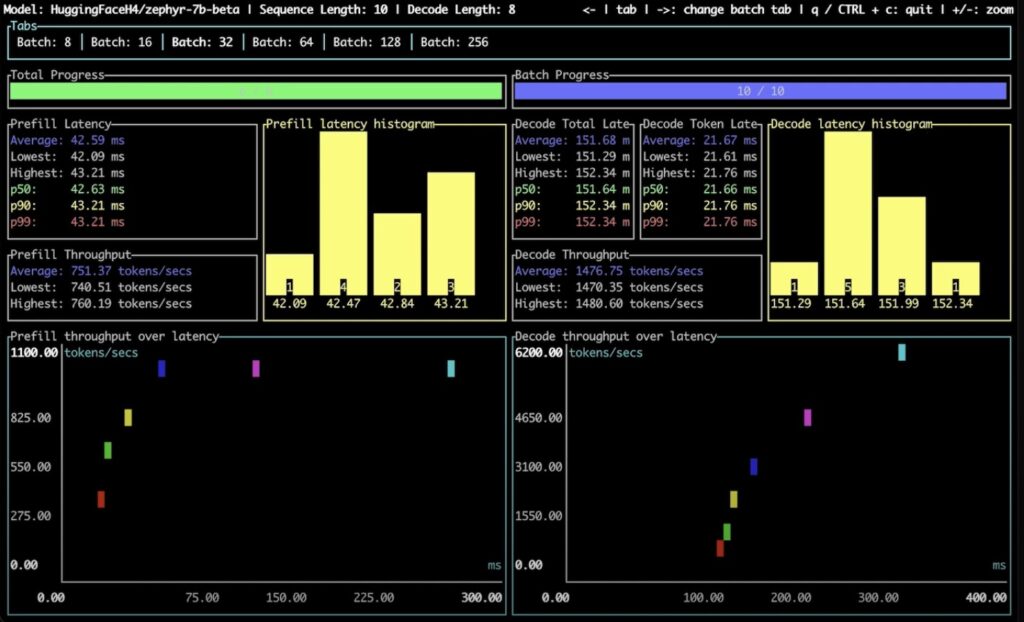 Model: HuggingFaceH4/zephyr-7b-beta | Sequence Length: 10 | Decode Length: 8
<- | tab | ->: change batch tab | q / CTRL + c: quit | +/-: zoom
Tabs
Batch: 8 | Batch: 16 | Batch: 32 | Batch: 64 | Batch: 128 | Batch: 256
Total Progress
Batch Progress
10 / 10
Prefill Latency
Average: 42.59 ms
Lowest: 42.09 ms
Highest: 43.21 ms
p50: 42.63 ms
p90: 43.21 ms
p99: 43.21 ms
Prefill Throughput
Average: 751.37 tokens/secs
Lowest: 740.51 tokens/secs
Highest: 760.19 tokens/secs
Prefill latency histogram
1 4 2 3
42.09 42.47 42.84 43.21
Decode Total Late
Average: 151.68 m
Lowest: 151.29 m
Highest: 152.34 m
p50: 151.64 m
p90: 152.34 m
p99: 152.34 m
Decode Token Late
Average: 21.67 ms
Lowest: 21.61 ms
Highest: 21.76 ms
p50: 21.66 ms
p90: 21.76 ms
p99: 21.76 ms
Decode Throughput
Average: 1476.75 tokens/secs
Lowest: 1470.35 tokens/secs
Highest: 1480.60 tokens/secs
Decode latency histogram
1 5 3 1
151.29 151.64 151.99 152.34
Prefill throughput over latency
1100.00 tokens/secs
825.00
550.00
275.00
0.00
ms
0.00 75.00 150.00 225.00 300.00
Decode throughput over latency
6200.00 tokens/secs
4650.00
3100.00
1550.00
0.00
ms
0.00 100.00 200.00 300.00 400.00